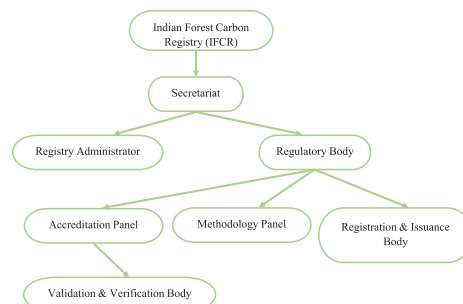 Indian Forest Carbon
Registry (IFCR)
Secretariat
Registry Administrator
Regulatory Body
Accreditation Panel
Methodology Panel
Registration & Issuance
Body
Validation & Verification Body